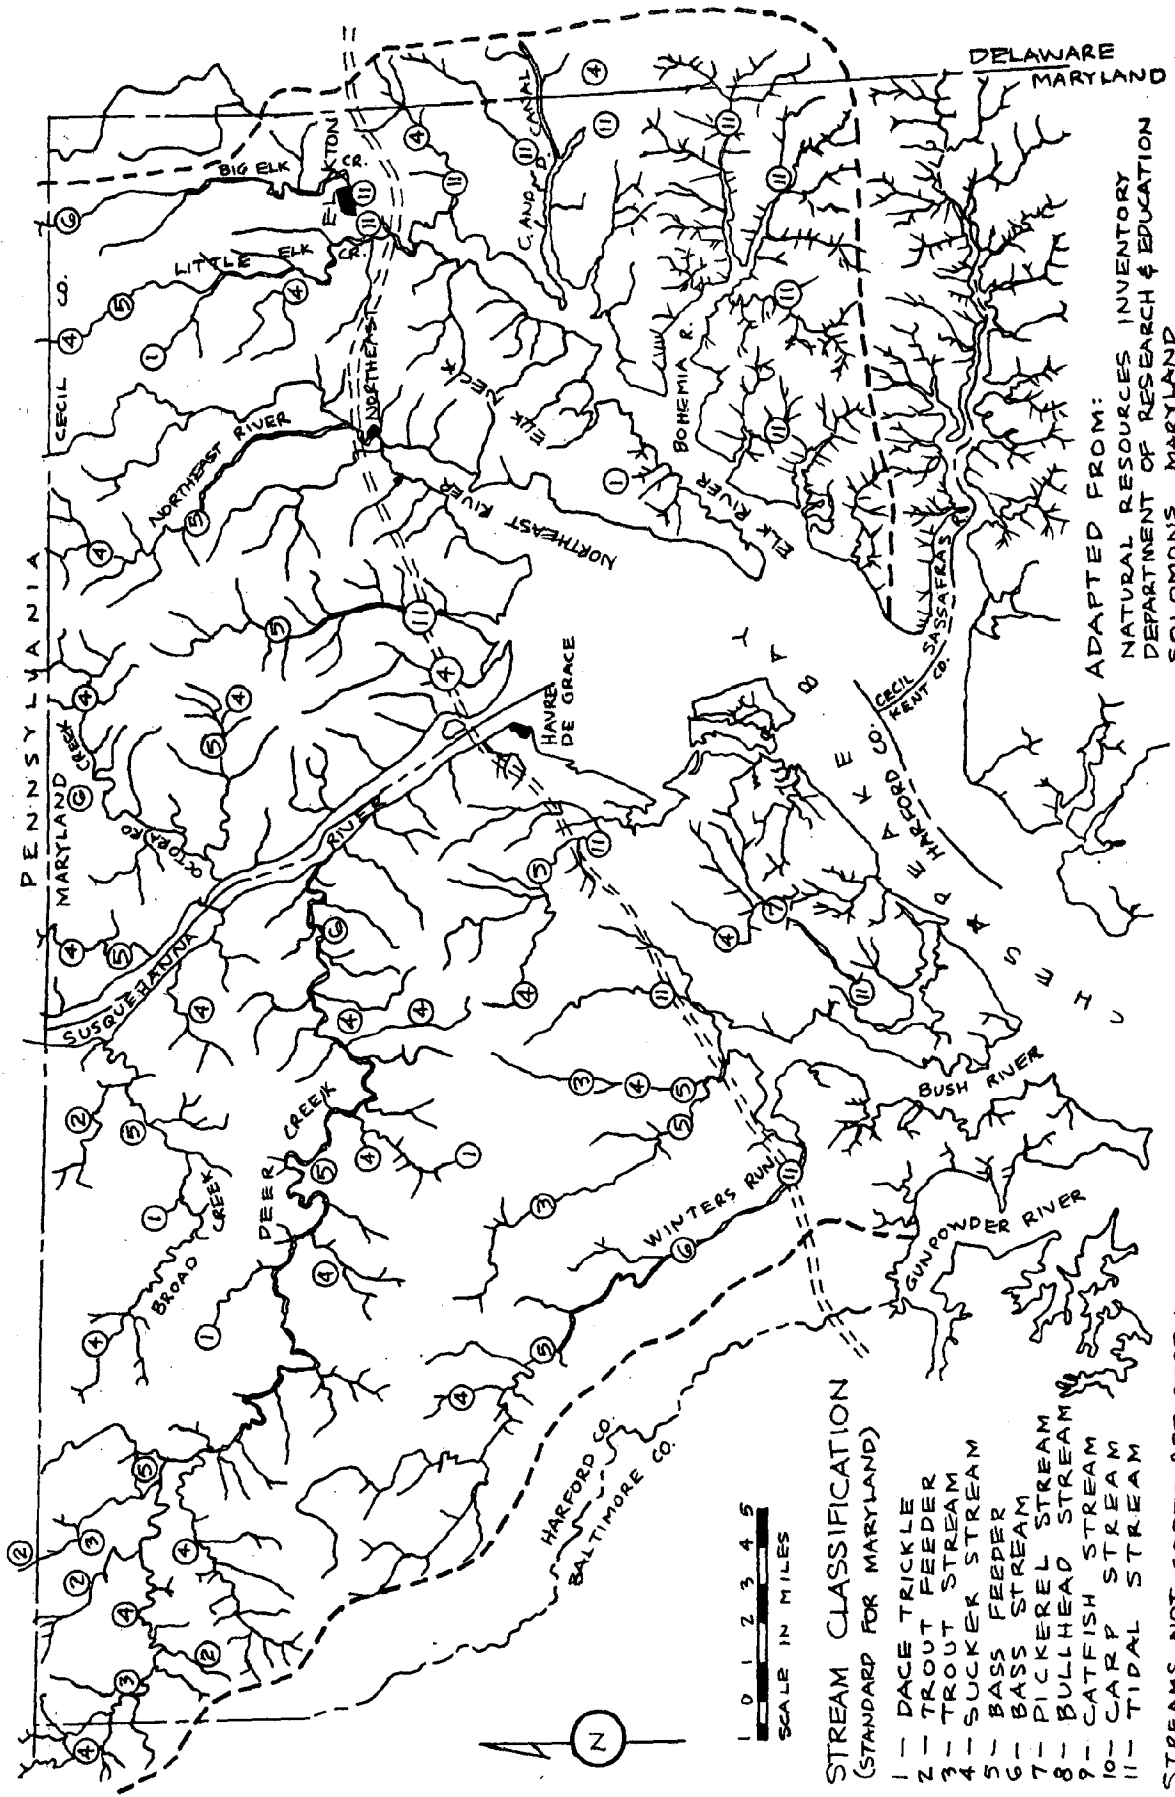 PENNSYLVANIA
MARYLAND
CECIL CO.
DELAWARE
MARYLAND
SUSQUEHANNA
RIVER
OCTORARO
CREEK
NORTHEAST RIVER
LITTLE ELK
CR.
BIG ELK
CR.
ELKTON
NORTHEAST
C. AND D. CANAL
BROAD
CREEK
DEER
CREEK
HAVRE
DE GRACE
NORTHEAST RIVER
ELK NECK
ELK RIVER
BOHEMIA R.
SASSAFRAS R.
CECIL
KENT CO.
HARFORD CO.
CHESAPEAKE BAY
WINTERS RUN
BUSH RIVER
GUNPOWDER RIVER
HARFORD CO.
BALTIMORE CO.
N
1 0 1 2 3 4 5
SCALE IN MILES
STREAM CLASSIFICATION
(STANDARD FOR MARYLAND)
1 — DACE TRICKLE
2 — TROUT FEEDER
3 — TROUT STREAM
4 — SUCKER STREAM
5 — BASS FEEDER
6 — BASS STREAM
7 — PICKEREL STREAM
8 — BULLHEAD STREAM
9 — CATFISH STREAM
10 — CARP STREAM
11 — TIDAL STREAM
STREAMS NOT
ADAPTED FROM:
NATURAL RESOURCES INVENTORY
DEPARTMENT OF RESEARCH & EDUCATION
SOLOMONS MARYLAND